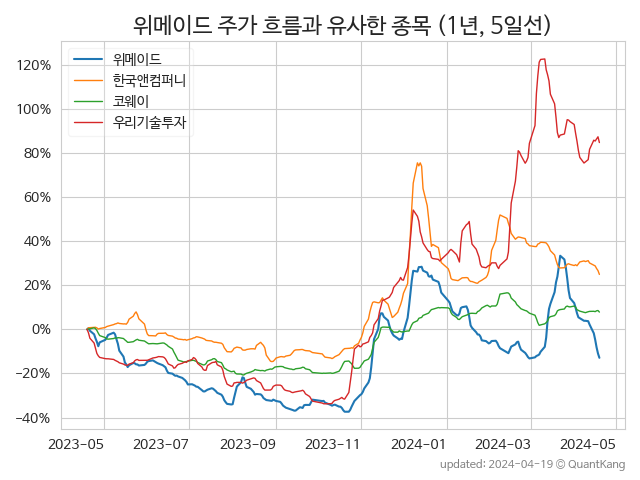 위메이드 주가 흐름과 유사한 종목 (1년, 5일선)
위메이드
한국앤컴퍼니
코웨이
우리기술투자
120%
100%
80%
60%
40%
20%
0%
−20%
−40%
2023-05 2023-07 2023-09 2023-11 2024-01 2024-03 2024-05
updated: 2024-04-19 © QuantKang